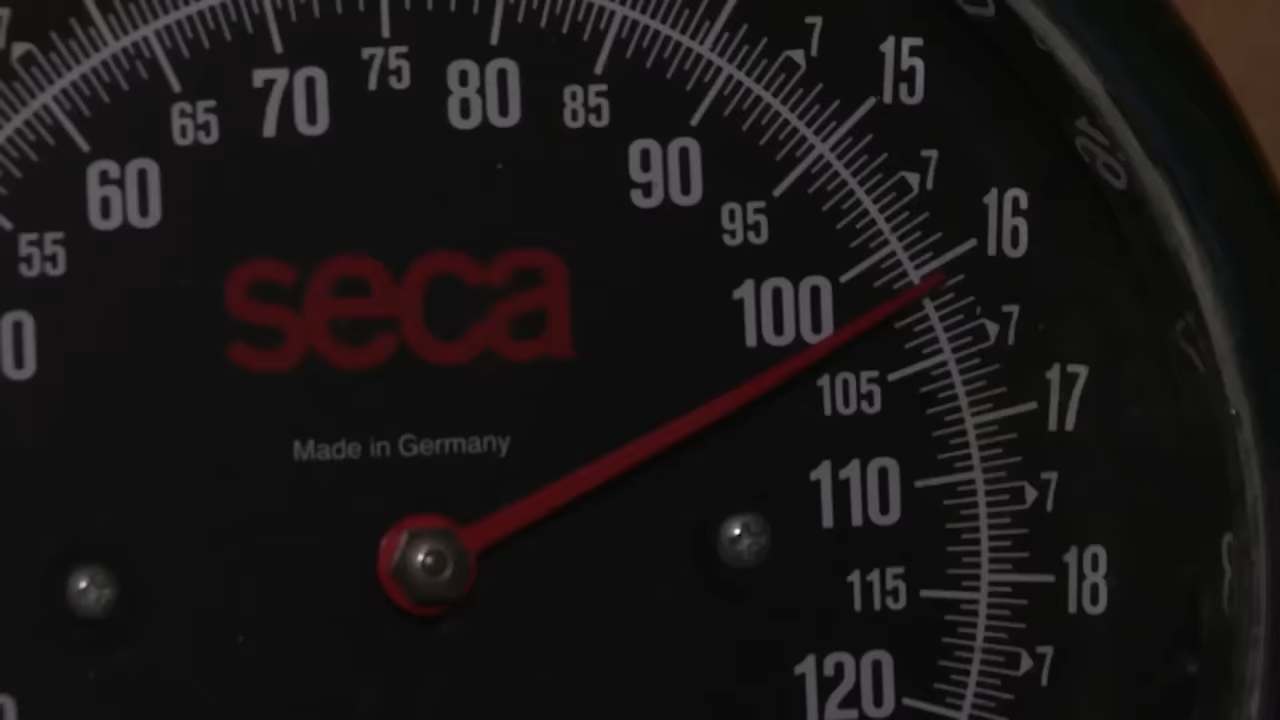 7 7 15
65 70 75 80 85
60 90 7
55 95 16
0 seca 100 7
105 17
Made in Germany
110 7
115 18
120 7